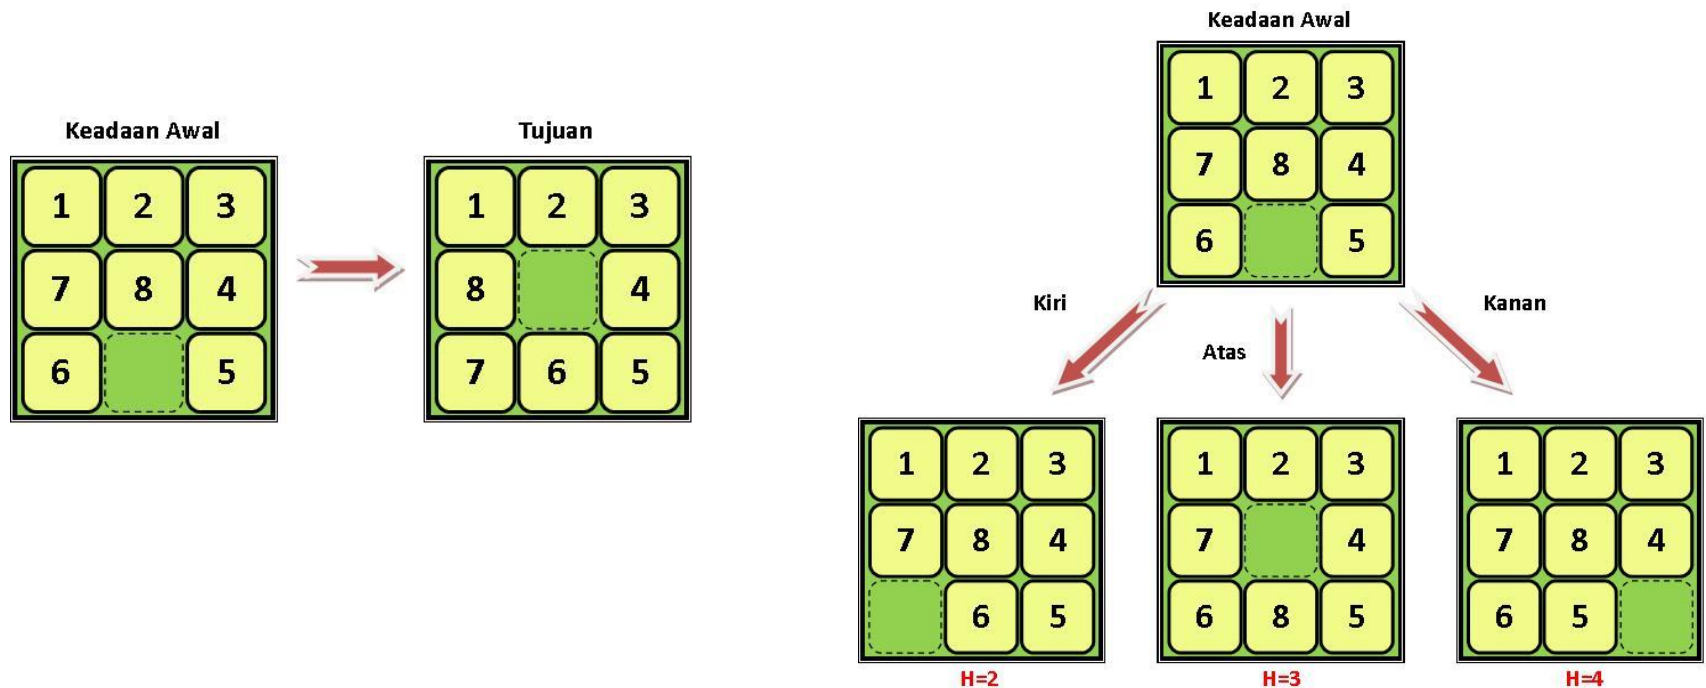 Keadaan Awal
1 2 3
7 8 4
6 5
Tujuan
1 2 3
8 4
7 6 5
Keadaan Awal
1 2 3
7 8 4
6 5
Kiri
Atas
Kanan
1 2 3
7 8 4
6 5
H=2
1 2 3
7 4
6 8 5
H=3
1 2 3
7 8 4
6 5
H=4